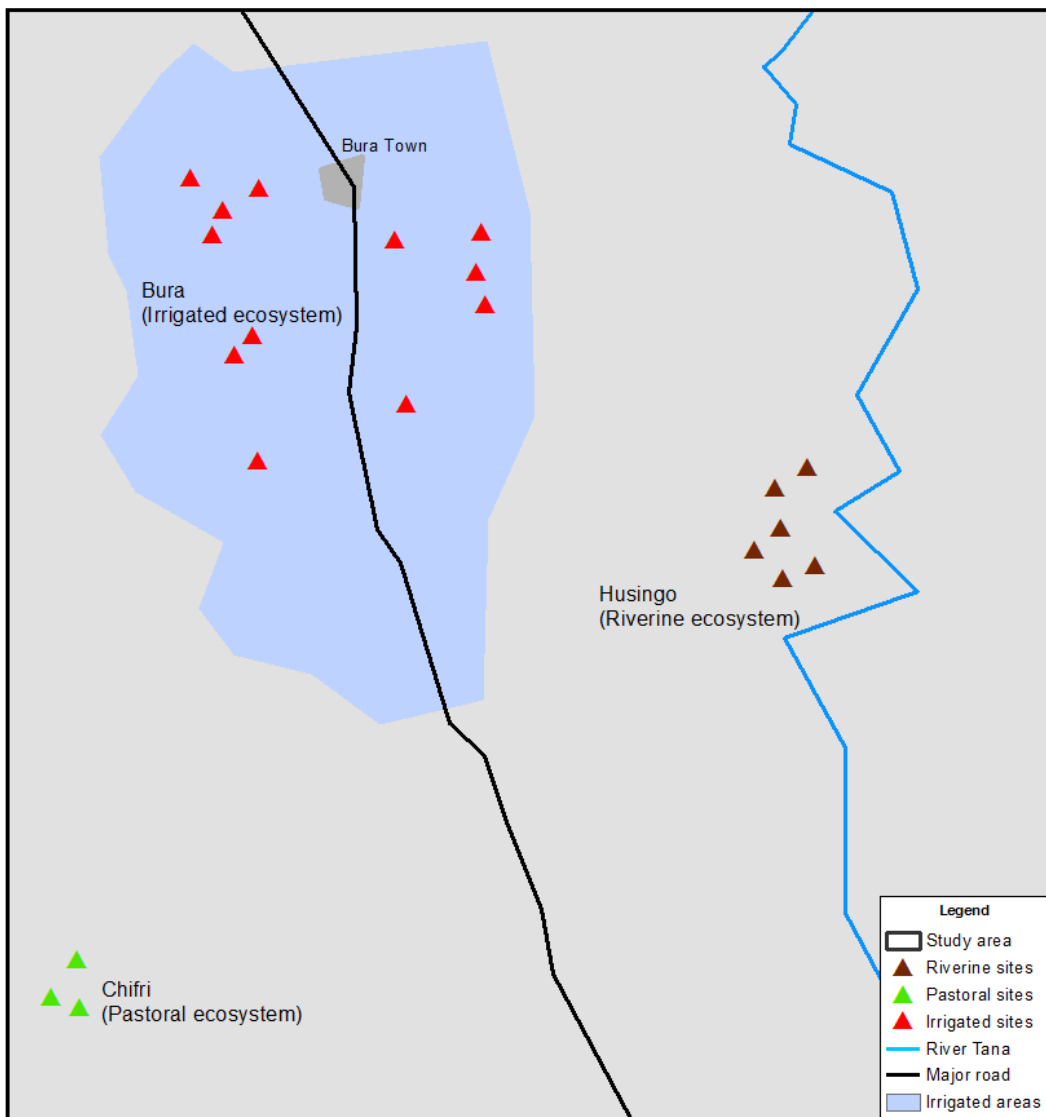 Bura Town
Bura
(Irrigated ecosystem)
Husingo
(Riverine ecosystem)
Chifri
(Pastoral ecosystem)
Legend
Study area
Riverine sites
Pastoral sites
Irrigated sites
River Tana
Major road
Irrigated areas